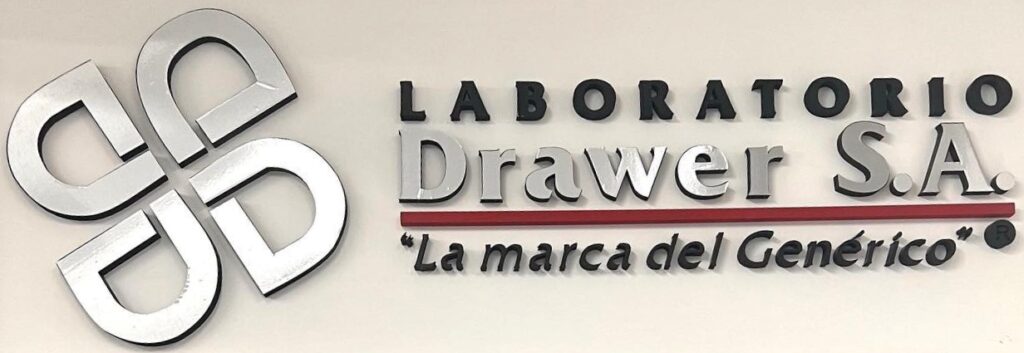 LABORATORIO
Drawer S.A.
"La marca del Genérico" ®